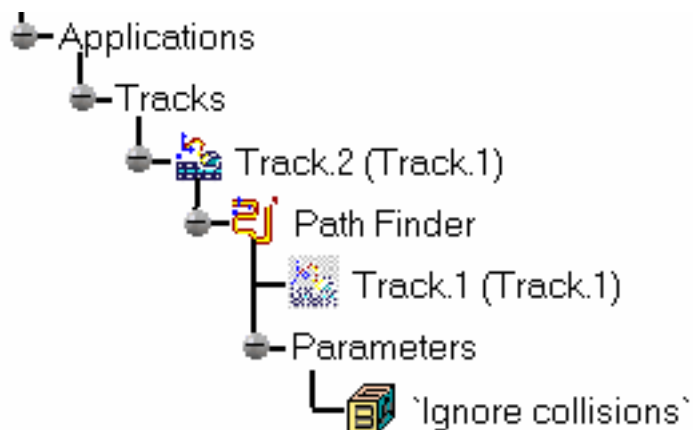 Applications
Tracks
Track.2 (Track.1)
Path Finder
Track.1 (Track.1)
Parameters
`Ignore collisions`